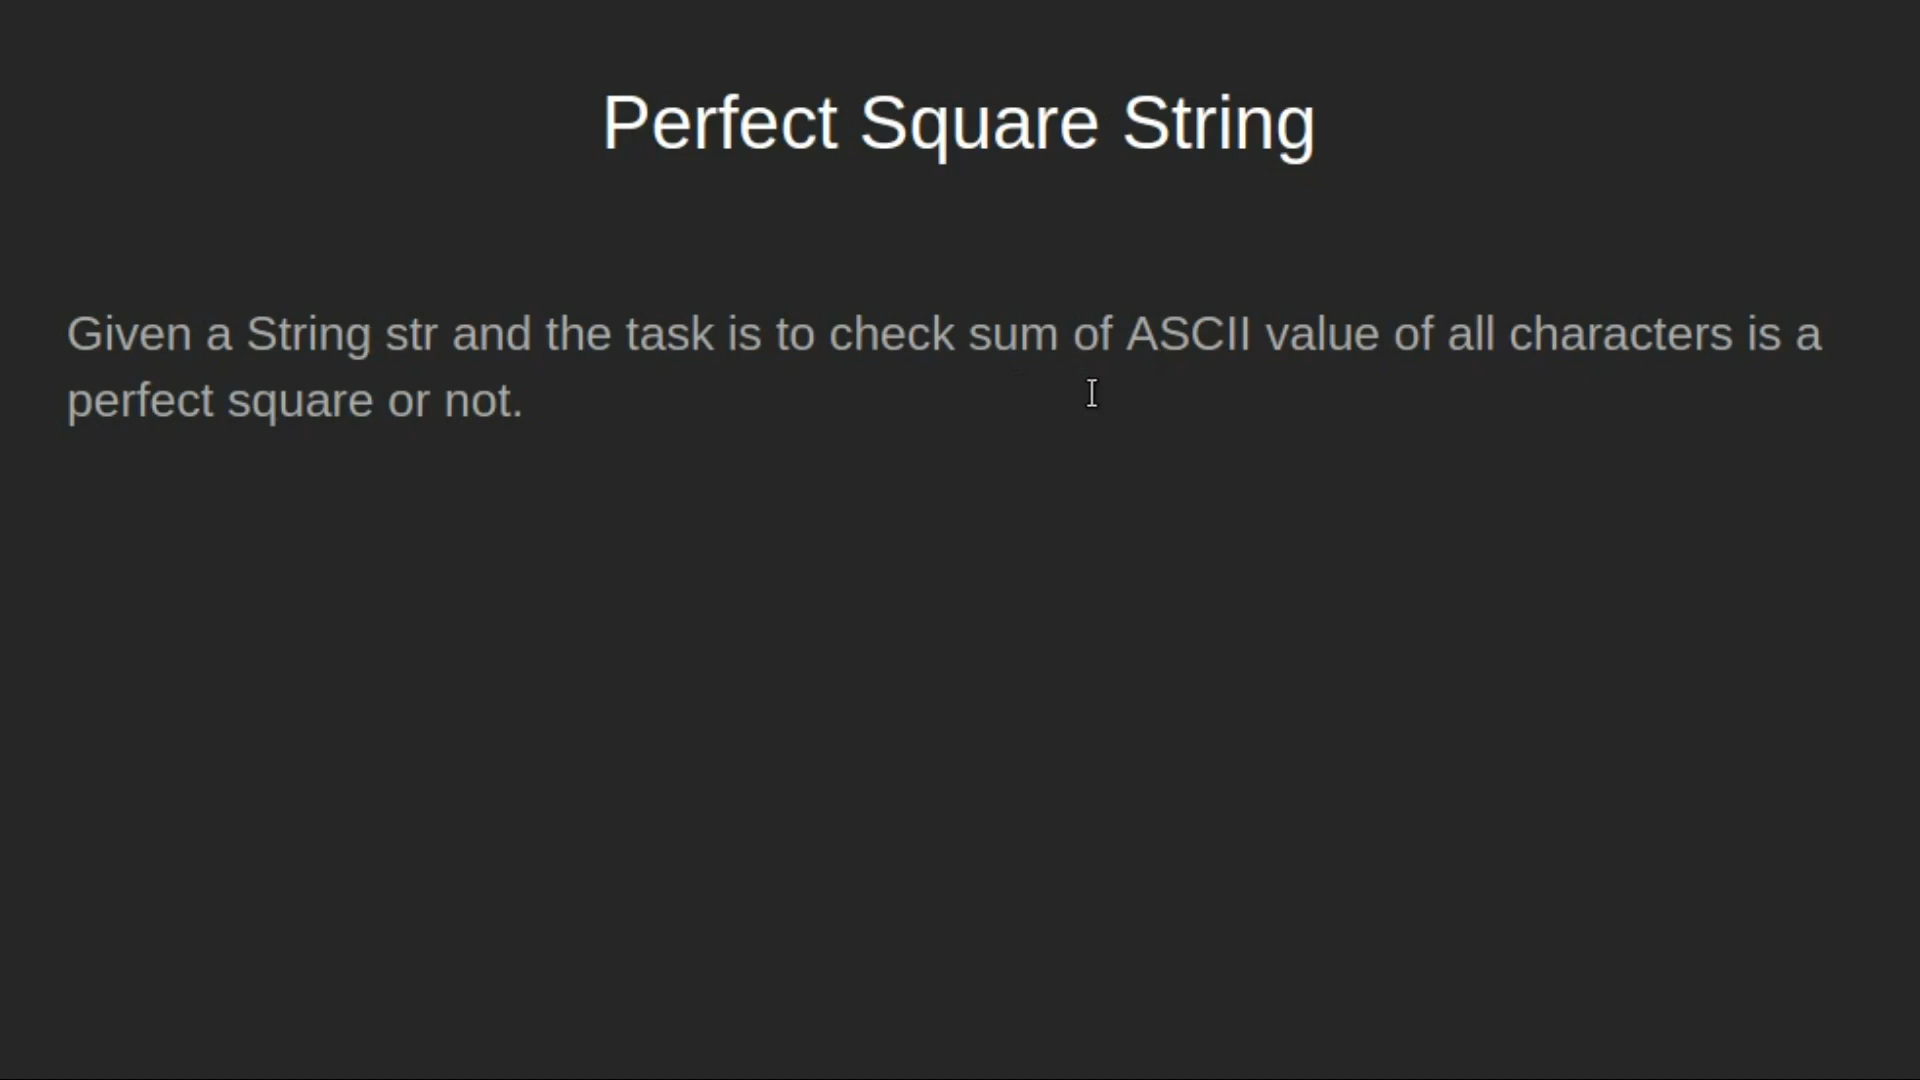 Perfect Square String
Given a String str and the task is to check sum of ASCII value of all characters is a
perfect square or not.